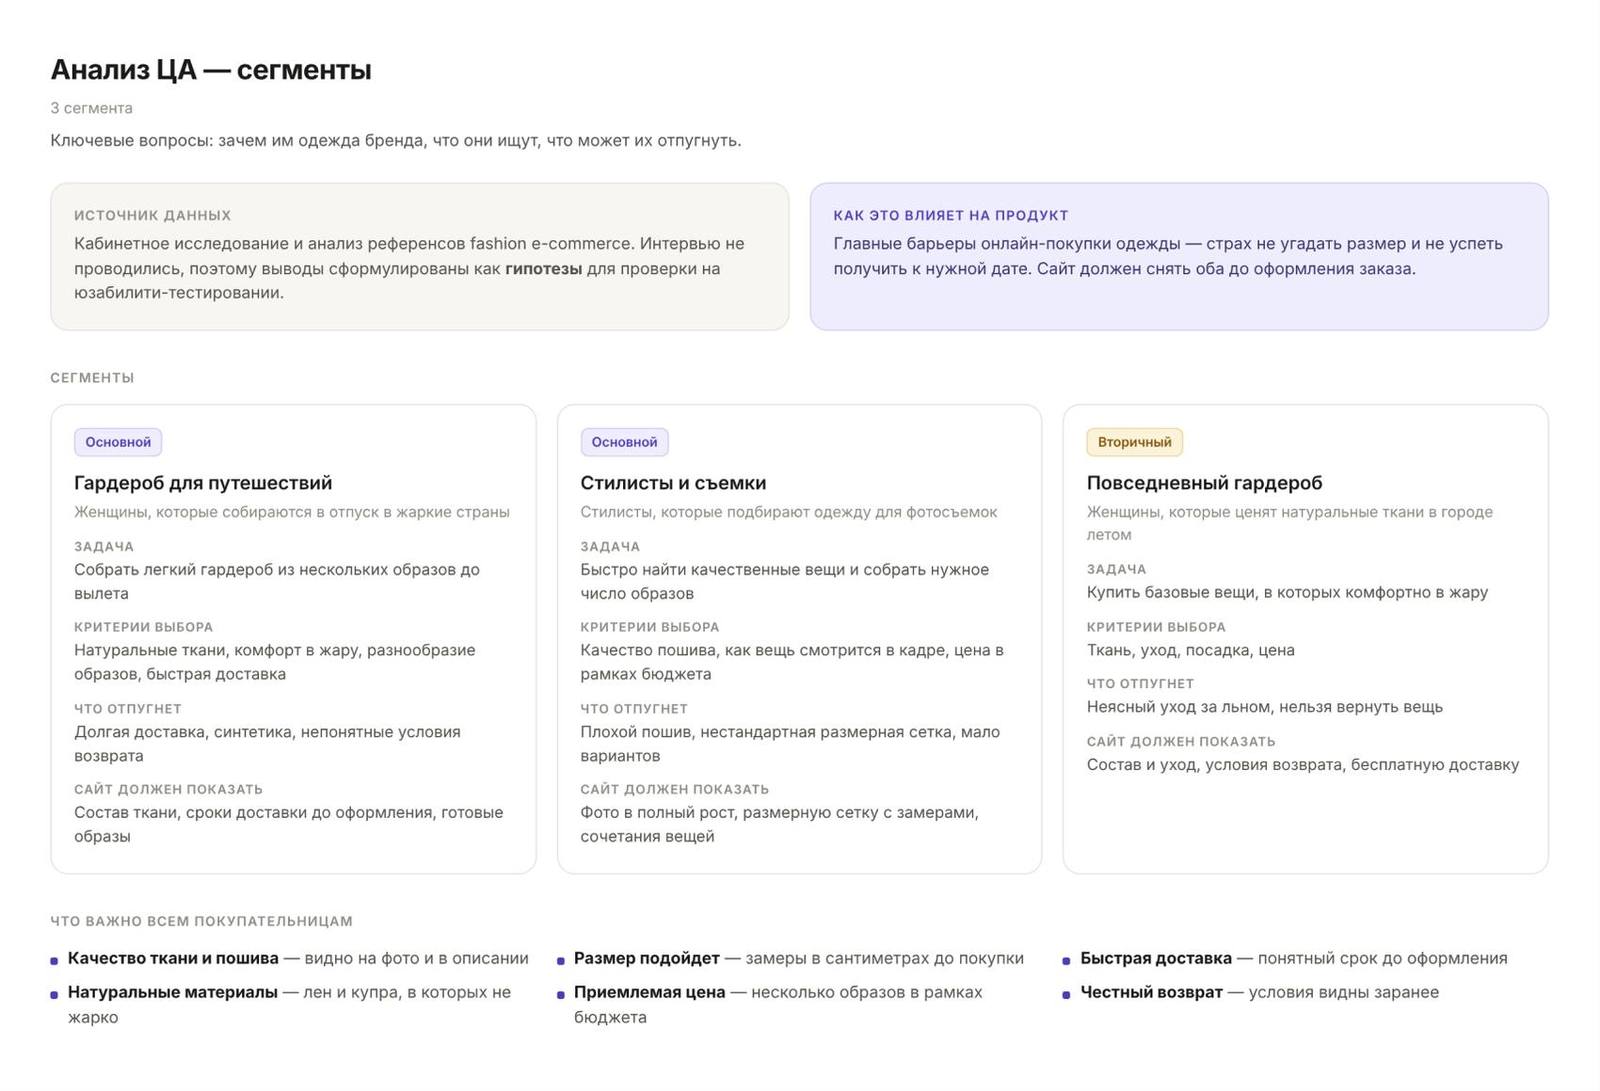 Анализ ЦА — сегменты
3 сегмента
Ключевые вопросы: зачем им одежда бренда, что они ищут, что может их отпугнуть.
ИСТОЧНИК ДАННЫХ
Кабинетное исследование и анализ референсов fashion e-commerce. Интервью не
проводились, поэтому выводы сформулированы как гипотезы для проверки на
юзабилити-тестировании.
КАК ЭТО ВЛИЯЕТ НА ПРОДУКТ
Главные барьеры онлайн-покупки одежды — страх не угадать размер и не успеть
получить к нужной дате. Сайт должен снять оба до оформления заказа.
СЕГМЕНТЫ
Основной
Гардероб для путешествий
Женщины, которые собираются в отпуск в жаркие страны
ЗАДАЧА
Собрать легкий гардероб из нескольких образов до
вылета
КРИТЕРИИ ВЫБОРА
Натуральные ткани, комфорт в жару, разнообразие
образов, быстрая доставка
ЧТО ОТПУГНЕТ
Долгая доставка, синтетика, непонятные условия
возврата
САЙТ ДОЛЖЕН ПОКАЗАТЬ
Состав ткани, сроки доставки до оформления, готовые
образы
Основной
Стилисты и съемки
Стилисты, которые подбирают одежду для фотосъемок
ЗАДАЧА
Быстро найти качественные вещи и собрать нужное
число образов
КРИТЕРИИ ВЫБОРА
Качество пошива, как вещь смотрится в кадре, цена в
рамках бюджета
ЧТО ОТПУГНЕТ
Плохой пошив, нестандартная размерная сетка, мало
вариантов
САЙТ ДОЛЖЕН ПОКАЗАТЬ
Фото в полный рост, размерную сетку с замерами,
сочетания вещей
Вторичный
Повседневный гардероб
Женщины, которые ценят натуральные ткани в городе
летом
ЗАДАЧА
Купить базовые вещи, в которых комфортно в жару
КРИТЕРИИ ВЫБОРА
Ткань, уход, посадка, цена
ЧТО ОТПУГНЕТ
Неясный уход за льном, нельзя вернуть вещь
САЙТ ДОЛЖЕН ПОКАЗАТЬ
Состав и уход, условия возврата, бесплатную доставку
ЧТО ВАЖНО ВСЕМ ПОКУПАТЕЛЬНИЦАМ
Качество ткани и пошива — видно на фото и в описании
Размер подойдет — замеры в сантиметрах до покупки
Быстрая доставка — понятный срок до оформления
Натуральные материалы — лен и купра, в которых не
жарко
Приемлемая цена — несколько образов в рамках
бюджета
Честный возврат — условия видны заранее